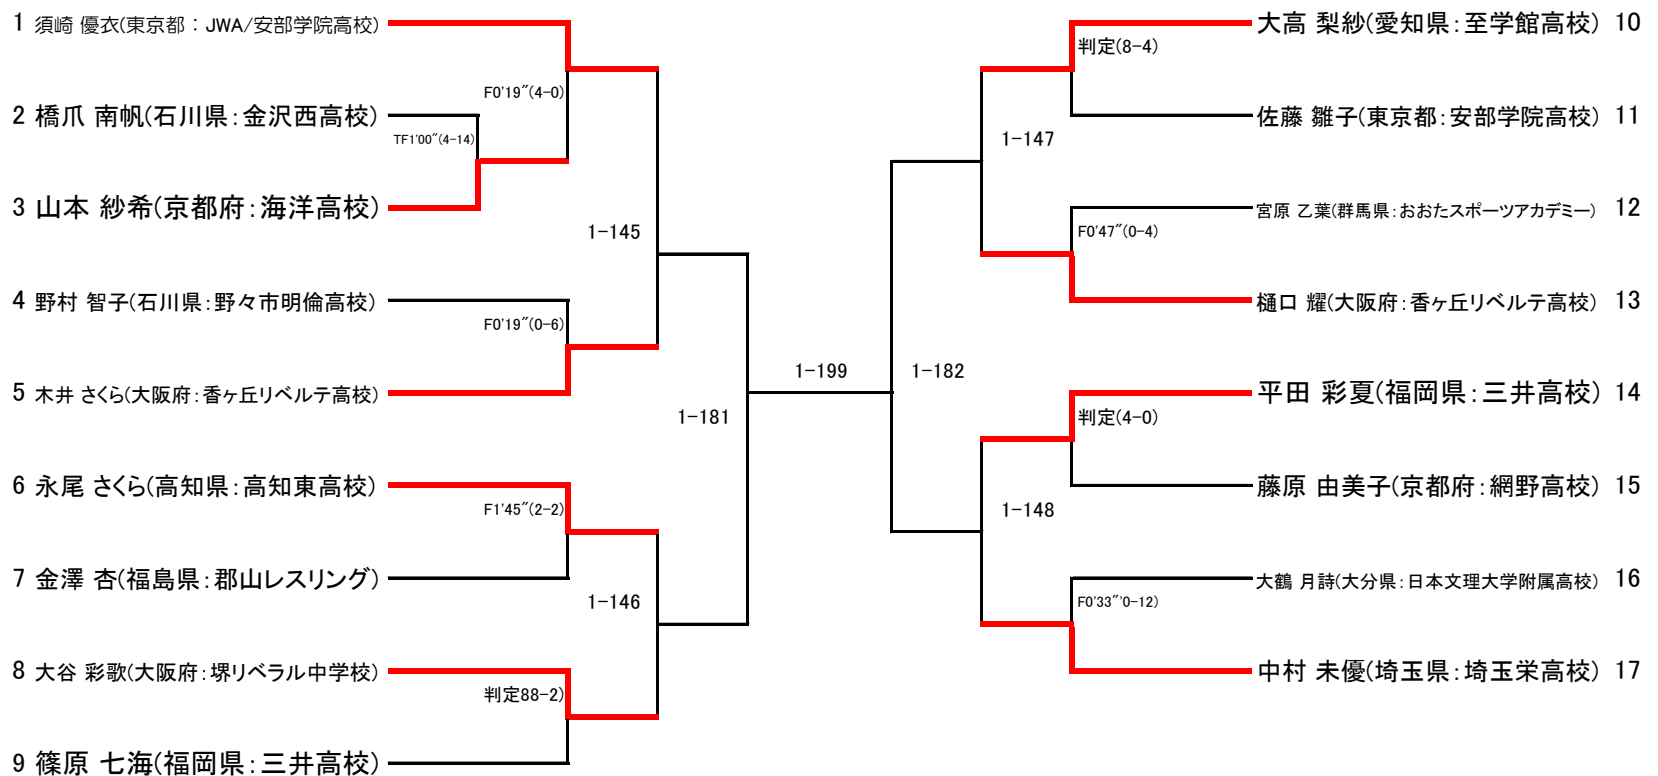 1 須崎 優衣(東京都：JWA/安部学院高校)
F0'19"(4-0)
2 橋爪 南帆(石川県：金沢西高校)
TF1'00"(4-14)
3 山本 紗希(京都府：海洋高校)
1-145
4 野村 智子(石川県：野々市明倫高校)
F0'19"(0-6)
5 木井 さくら(大阪府：香ヶ丘リベルテ高校)
1-181
6 永尾 さくら(高知県：高知東高校)
F1'45"(2-2)
7 金澤 杏(福島県：郡山レスリング)
1-146
8 大谷 彩歌(大阪府：堺リベラル中学校)
判定88-2)
9 篠原 七海(福岡県：三井高校)
1-199
大高 梨紗(愛知県：至学館高校) 10
判定(8-4)
佐藤 雛子(東京都：安部学院高校) 11
1-147
宮原 乙葉(群馬県：おおたスポーツアカデミー) 12
F0'47"(0-4)
樋口 耀(大阪府：香ヶ丘リベルテ高校) 13
1-182
平田 彩夏(福岡県：三井高校) 14
判定(4-0)
藤原 由美子(京都府：網野高校) 15
1-148
大鶴 月詩(大分県：日本文理大学附属高校) 16
F0'33"'0-12)
中村 未優(埼玉県：埼玉栄高校) 17